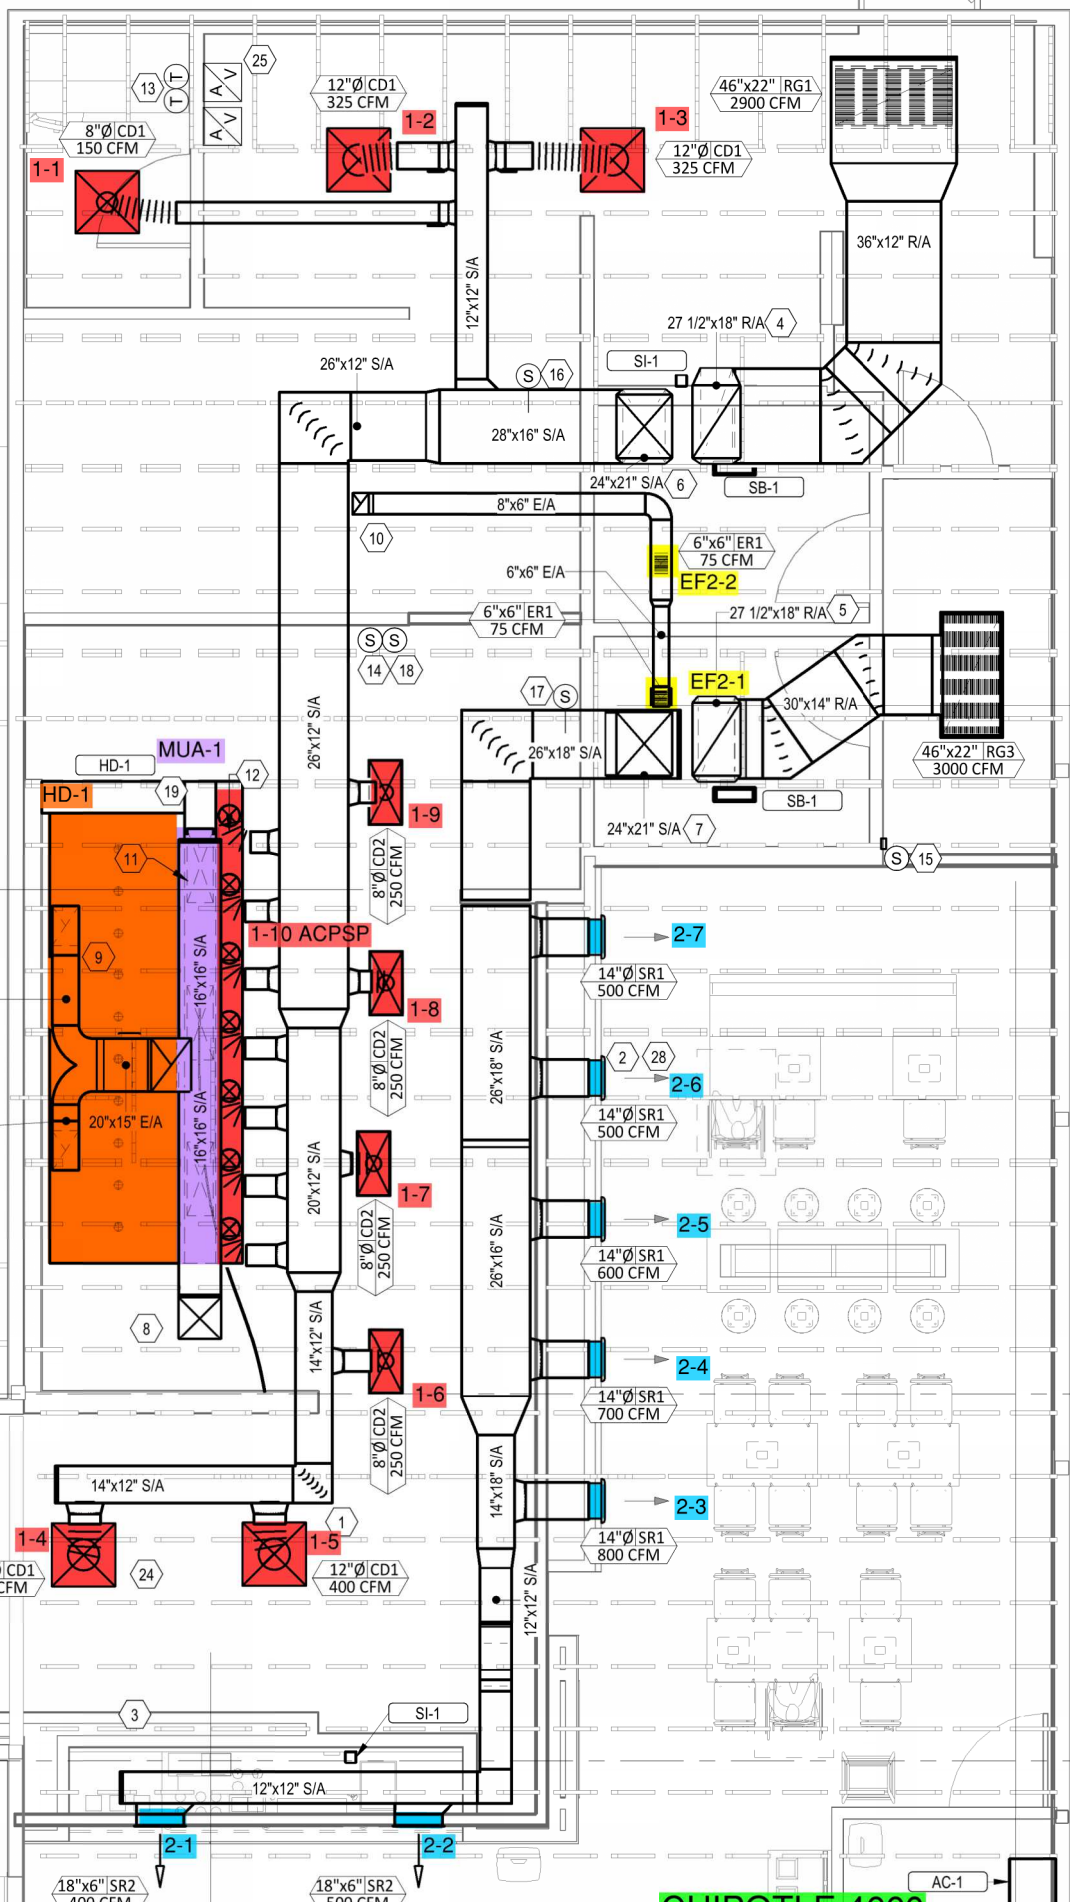 25
13
T
T
A/V
A/V
12"Ø CD1
325 CFM
46"x22" RG1
2900 CFM
8"Ø CD1
150 CFM
1-1
1-2
1-3
12"Ø CD1
325 CFM
36"x12" R/A
12"x12" S/A
27 1/2"x18" R/A
4
SI-1
26"x12" S/A
S
16
28"x16" S/A
24"x21" S/A
6
SB-1
8"x6" E/A
10
6"x6" ER1
75 CFM
EF2-2
6"x6" E/A
6"x6" ER1
75 CFM
27 1/2"x18" R/A
5
S
S
14
18
EF2-1
17
S
30"x14" R/A
26"x12" S/A
26"x18" S/A
MUA-1
46"x22" RG3
3000 CFM
HD-1
12
19
HD-1
SB-1
1-9
24"x21" S/A
7
S
15
11
8"Ø CD2
250 CFM
1-10 ACPSP
2-7
9
16"x16" S/A
14"Ø SR1
500 CFM
1-8
8"Ø CD2
250 CFM
26"x18" S/A
2
28
2-6
20"x15" E/A
16"x16" S/A
14"Ø SR1
500 CFM
20"x12" S/A
1-7
2-5
8"Ø CD2
250 CFM
26"x16" S/A
14"Ø SR1
600 CFM
8
14"x12" S/A
2-4
1-6
14"Ø SR1
700 CFM
8"Ø CD2
250 CFM
14"x12" S/A
14"x18" S/A
2-3
1
1-4
1-5
14"Ø SR1
800 CFM
24
CD1
CFM
12"Ø CD1
400 CFM
12"x12" S/A
3
SI-1
12"x12" S/A
2-1
2-2
18"x6" SR2
400 CFM
18"x6" SR2
500 CFM
AC-1
CHIPOTLE